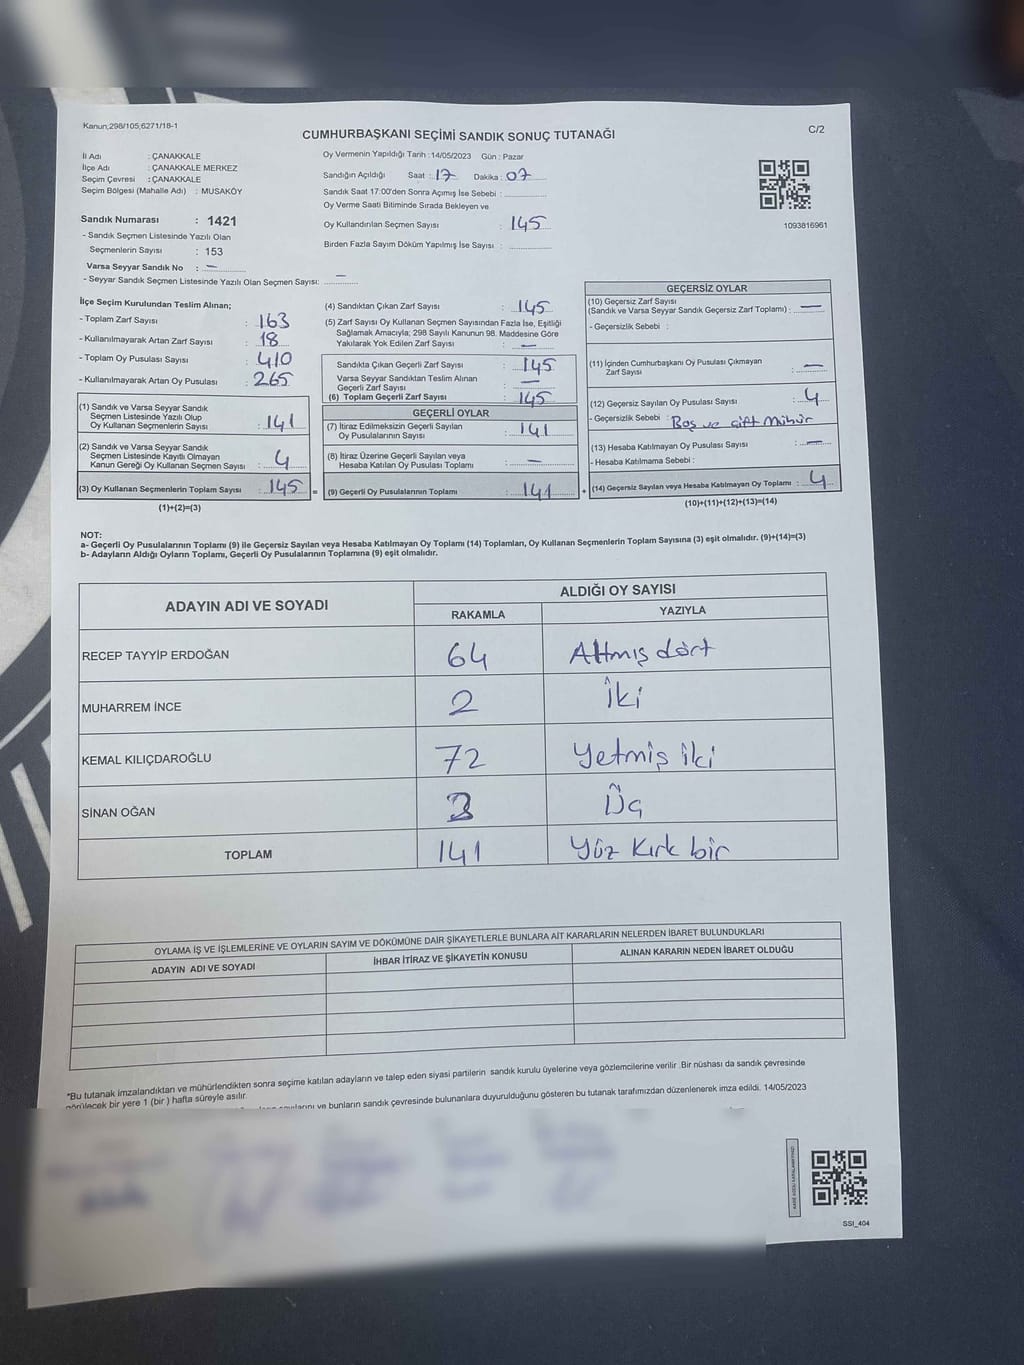 Kanun;298/105,6271/18-1
CUMHURBAŞKANI SEÇİMİ SANDIK SONUÇ TUTANAĞI
C/2
İl Adı : ÇANAKKALE
İlçe Adı : ÇANAKKALE MERKEZ
Seçim Çevresi : ÇANAKKALE
Seçim Bölgesi (Mahalle Adı) : MUSAKÖY
Sandık Numarası : 1421
- Sandık Seçmen Listesinde Yazılı Olan
Seçmenlerin Sayısı : 153
Varsa Seyyar Sandık No : —
- Seyyar Sandık Seçmen Listesinde Yazılı Olan Seçmen Sayısı: —
Oy Vermenin Yapıldığı Tarih :14/05/2023 Gün : Pazar
Sandığın Açıldığı Saat : 17 Dakika : 07
Sandık Saat 17:00'den Sonra Açılmış İse Sebebi :
Oy Verme Saati Bitiminde Sırada Bekleyen ve
Oy Kullandırılan Seçmen Sayısı : 145
Birden Fazla Sayım Döküm Yapılmış İse Sayısı :
1093816961
İlçe Seçim Kurulundan Teslim Alınan;
- Toplam Zarf Sayısı : 163
- Kullanılmayarak Artan Zarf Sayısı : 18
- Toplam Oy Pusulası Sayısı : 410
- Kullanılmayarak Artan Oy Pusulası : 265
(1) Sandık ve Varsa Seyyar Sandık
Seçmen Listesinde Yazılı Olup
Oy Kullanan Seçmenlerin Sayısı : 141
(2) Sandık ve Varsa Seyyar Sandık
Seçmen Listesinde Kayıtlı Olmayan
Kanun Gereği Oy Kullanan Seçmen Sayısı : 4
(3) Oy Kullanan Seçmenlerin Toplam Sayısı : 145 =
(1)+(2)=(3)
(4) Sandıktan Çıkan Zarf Sayısı : 145
(5) Zarf Sayısı Oy Kullanan Seçmen Sayısından Fazla İse, Eşitliği
Sağlamak Amacıyla; 298 Sayılı Kanunun 98. Maddesine Göre
Yakılarak Yok Edilen Zarf Sayısı : —
Sandıkta Çıkan Geçerli Zarf Sayısı : 145
Varsa Seyyar Sandıktan Teslim Alınan
Geçerli Zarf Sayısı : —
(6) Toplam Geçerli Zarf Sayısı : 145
GEÇERLİ OYLAR
(7) İtiraz Edilmeksizin Geçerli Sayılan
Oy Pusulalarının Sayısı : 141
(8) İtiraz Üzerine Geçerli Sayılan veya
Hesaba Katılan Oy Pusulası Toplamı : —
(9) Geçerli Oy Pusulalarının Toplamı : 141 +
GEÇERSİZ OYLAR
(10) Geçersiz Zarf Sayısı
(Sandık ve Varsa Seyyar Sandık Geçersiz Zarf Toplamı) : —
- Geçersizlik Sebebi :
(11) İçinden Cumhurbaşkanı Oy Pusulası Çıkmayan
Zarf Sayısı : —
(12) Geçersiz Sayılan Oy Pusulası Sayısı : 4
- Geçersizlik Sebebi : Boş ve çift Mühür
(13) Hesaba Katılmayan Oy Pusulası Sayısı : —
- Hesaba Katılmama Sebebi :
(14) Geçersiz Sayılan veya Hesaba Katılmayan Oy Toplamı : 4
(10)+(11)+(12)+(13)=(14)
NOT:
a- Geçerli Oy Pusulalarının Toplamı (9) ile Geçersiz Sayılan veya Hesaba Katılmayan Oy Toplamı (14) Toplamları, Oy Kullanan Seçmenlerin Toplam Sayısına (3) eşit olmalıdır. (9)+(14)=(3)
b- Adayların Aldığı Oyların Toplamı, Geçerli Oy Pusulalarının Toplamına (9) eşit olmalıdır.
ADAYIN ADI VE SOYADI
ALDIĞI OY SAYISI
RAKAMLA YAZIYLA
RECEP TAYYİP ERDOĞAN 64 Altmış dört
MUHARREM İNCE 2 İki
KEMAL KILIÇDAROĞLU 72 Yetmiş iki
SİNAN OĞAN 3 Üç
TOPLAM 141 Yüz Kırk bir
OYLAMA İŞ VE İŞLEMLERİNE VE OYLARIN SAYIM VE DÖKÜMÜNE DAİR ŞİKAYETLERLE BUNLARA AİT KARARLARIN NELERDEN İBARET BULUNDUKLARI
ADAYIN ADI VE SOYADI İHBAR İTİRAZ VE ŞİKAYETİN KONUSU ALINAN KARARIN NEDEN İBARET OLDUĞU
"Bu tutanak imzalandıktan ve mühürlendikten sonra seçime katılan adayların ve talep eden siyasi partilerin sandık kurulu üyelerine veya gözlemcilerine verilir .Bir nüshası da sandık çevresinde
görülecek bir yere 1 (bir ) hafta süreyle asılır.
ve bunların sandık çevresinde bulunanlara duyurulduğunu gösteren bu tutanak tarafımızdan düzenlenerek imza edildi. 14/05/2023
SSİ_404